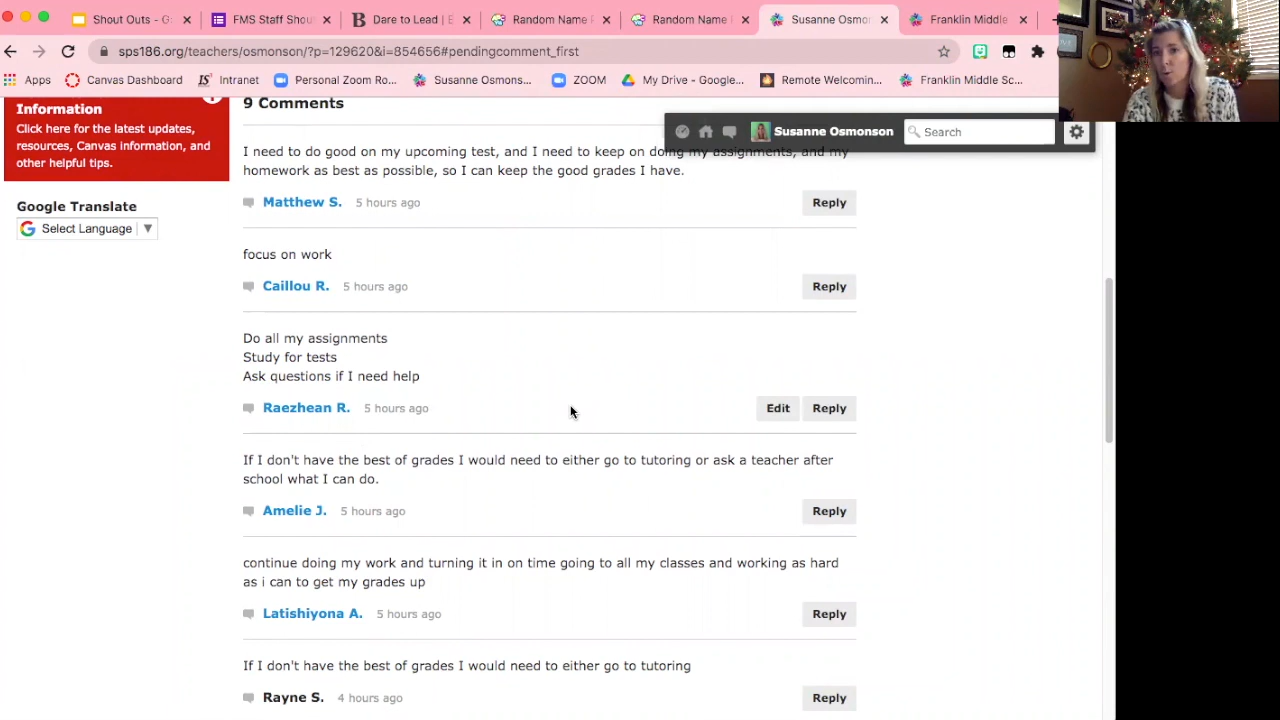 Shout Outs - G
FMS Staff Shou
Dare to Lead | E
Random Name F
Random Name F
Susanne Osmo
Franklin Middle
sps186.org/teachers/osmonson/?p=129620&i=854656#pendingcomment_first
Apps
Canvas Dashboard
Intranet
Personal Zoom Ro...
Susanne Osmons...
ZOOM
My Drive - Google...
Remote Welcomin...
Franklin Middle Sc...
Information
Click here for the latest updates,
resources, Canvas information, and
other helpful tips.
Google Translate
Select Language
9 Comments
Susanne Osmonson
Search
I need to do good on my upcoming test, and I need to keep on doing my assignments, and my
homework as best as possible, so I can keep the good grades I have.
Matthew S. 5 hours ago Reply
focus on work
Caillou R. 5 hours ago Reply
Do all my assignments
Study for tests
Ask questions if I need help
Raezhean R. 5 hours ago Edit Reply
If I don't have the best of grades I would need to either go to tutoring or ask a teacher after
school what I can do.
Amelie J. 5 hours ago Reply
continue doing my work and turning it in on time going to all my classes and working as hard
as i can to get my grades up
Latishiyona A. 5 hours ago Reply
If I don't have the best of grades I would need to either go to tutoring
Rayne S. 4 hours ago Reply